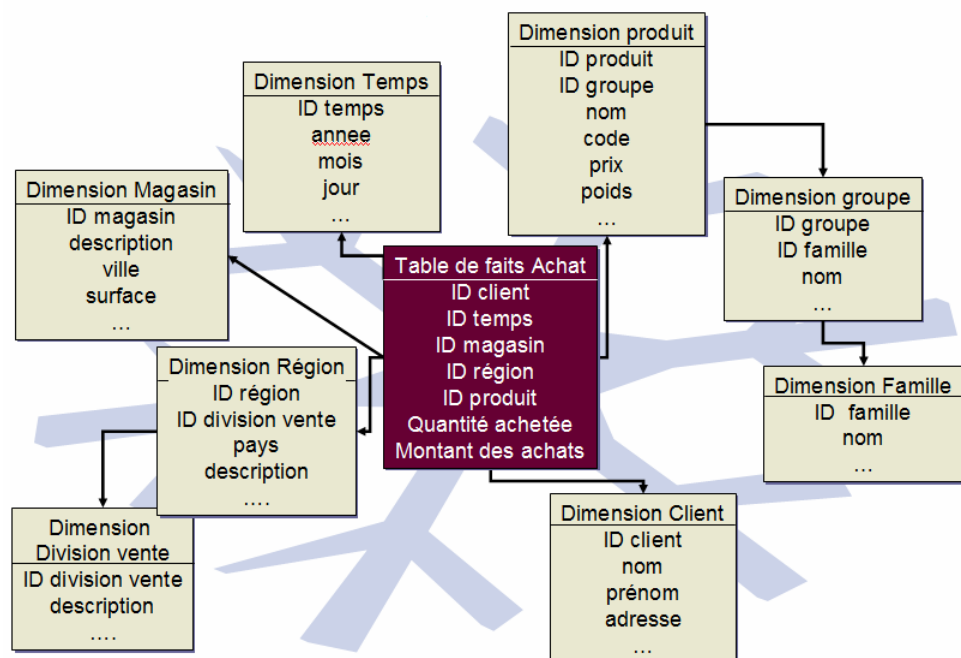 Dimension produit
ID produit
ID groupe
nom
code
prix
poids
…
Dimension Temps
ID temps
annee
mois
jour
…
Dimension Magasin
ID magasin
description
ville
surface
…
Dimension groupe
ID groupe
ID famille
nom
…
Table de faits Achat
ID client
ID temps
ID magasin
ID région
ID produit
Quantité achetée
Montant des achats
Dimension Région
ID région
ID division vente
pays
description
….
Dimension Famille
ID famille
nom
…
Dimension
Division vente
ID division vente
description
….
Dimension Client
ID client
nom
prénom
adresse
…